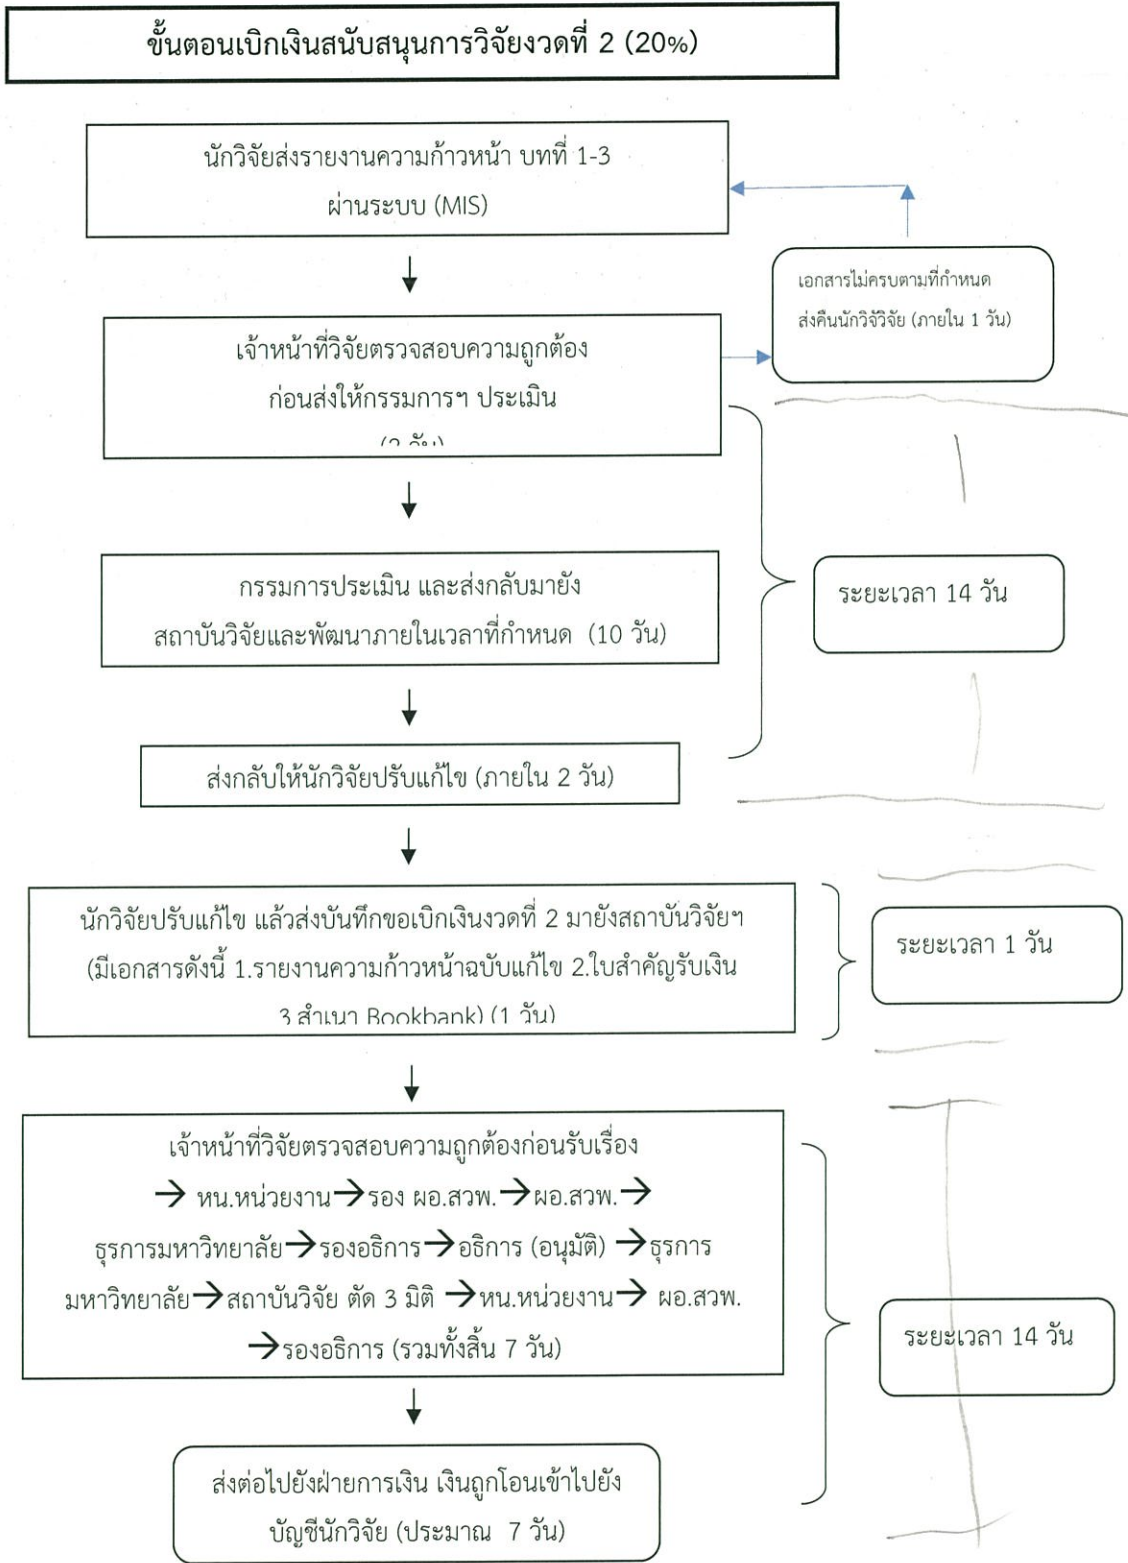 ขั้นตอนเบิกเงินสนับสนุนการวิจัยงวดที่ 2 (20%)
นักวิจัยส่งรายงานความก้าวหน้า บทที่ 1-3
ผ่านระบบ (MIS)
เอกสารไม่ครบตามที่กำหนด
ส่งคืนนักวิจัวิจัย (ภายใน 1 วัน)
เจ้าหน้าที่วิจัยตรวจสอบความถูกต้อง
ก่อนส่งให้กรรมการฯ ประเมิน
วัน)
กรรมการประเมิน และส่งกลับมายัง
สถาบันวิจัยและพัฒนาภายในเวลาที่กำหนด (10 วัน)
ระยะเวลา 14 วัน
ส่งกลับให้นักวิจัยปรับแก้ไข (ภายใน 2 วัน)
นักวิจัยปรับแก้ไข แล้วส่งบันทึกขอเบิกเงินงวดที่ 2 มายังสถาบันวิจัยฯ
(มีเอกสารดังนี้ 1.รายงานความก้าวหน้าฉบับแก้ไข 2.ใบสำคัญรับเงิน
3 สำเนา Bookbank) (1 วัน)
ระยะเวลา 1 วัน
เจ้าหน้าที่วิจัยตรวจสอบความถูกต้องก่อนรับเรื่อง
→ หน.หน่วยงาน→รอง ผอ.สวพ.→ผอ.สวพ.→
ธุรการมหาวิทยาลัย→รองอธิการ→อธิการ (อนุมัติ) →ธุรการ
มหาวิทยาลัย→สถาบันวิจัย ตัด 3 มิติ →หน.หน่วยงาน→ ผอ.สวพ.
→รองอธิการ (รวมทั้งสิ้น 7 วัน)
ระยะเวลา 14 วัน
ส่งต่อไปยังฝ่ายการเงิน เงินถูกโอนเข้าไปยัง
บัญชีนักวิจัย (ประมาณ 7 วัน)